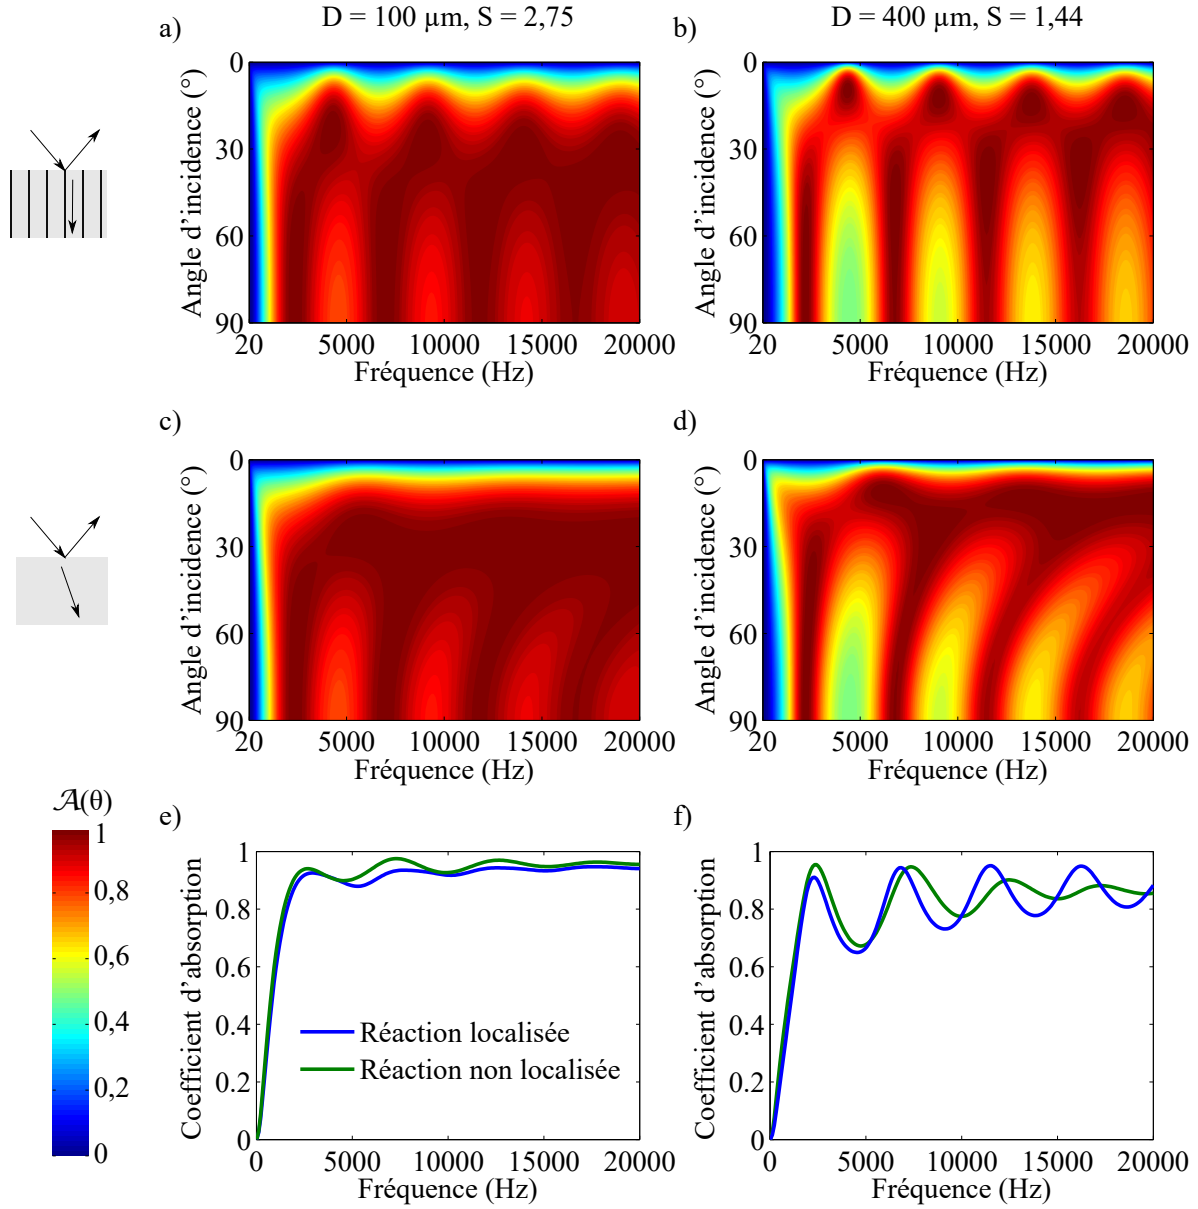 D = 100 µm, S = 2,75
D = 400 µm, S = 1,44
a)
Angle d’incidence (°)
0
30
60
90
20 5000 10000 15000 20000
Fréquence (Hz)
b)
Angle d’incidence (°)
0
30
60
90
20 5000 10000 15000 20000
Fréquence (Hz)
c)
Angle d’incidence (°)
0
30
60
90
20 5000 10000 15000 20000
Fréquence (Hz)
d)
Angle d’incidence (°)
0
30
60
90
20 5000 10000 15000 20000
Fréquence (Hz)
𝒜(θ)
1
0,8
0,6
0,4
0,2
0
e)
Coefficient d’absorption
1
0.8
0.6
0.4
0.2
0
Réaction localisée
Réaction non localisée
0 5000 10000 15000 20000
Fréquence (Hz)
f)
Coefficient d’absorption
1
0.8
0.6
0.4
0.2
0
0 5000 10000 15000 20000
Fréquence (Hz)